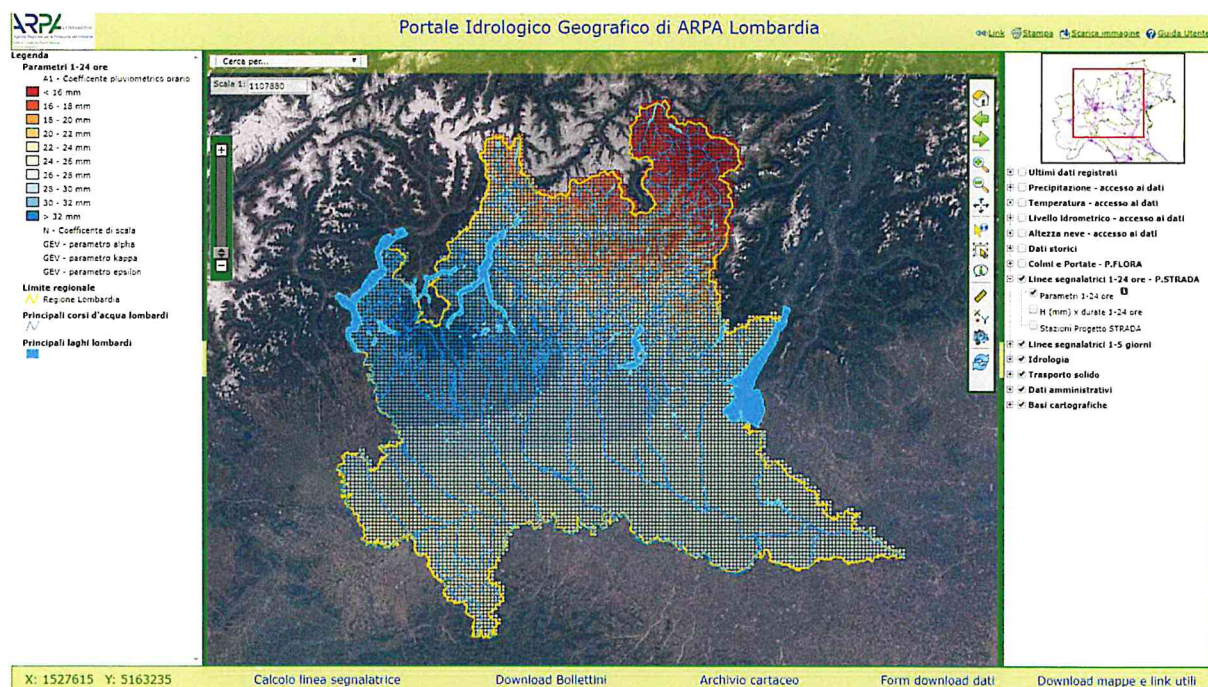 ARPA LOMBARDIA
Portale Idrologico Geografico di ARPA Lombardia
Link Stampa Scarica immagine Guida Utente
Legenda
Parametri 1-24 ore
A1 - Coefficente pluviometrico orario
< 16 mm
16 - 18 mm
18 - 20 mm
20 - 22 mm
22 - 24 mm
24 - 26 mm
26 - 28 mm
28 - 30 mm
30 - 32 mm
> 32 mm
N - Coefficente di scala
GEV - parametro alpha
GEV - parametro kappa
GEV - parametro epsilon
Limite regionale
Regione Lombardia
Principali corsi d'acqua lombardi
Principali laghi lombardi
Cerca per...
Scala 1: 1107880
Ultimi dati registrati
Precipitazione - accesso ai dati
Temperatura - accesso ai dati
Livello idrometrico - accesso ai dati
Altezza neve - accesso ai dati
Dati storici
Colmi e Portate - P.FLORA
Linee segnalatrici 1-24 ore - P.STRADA
Parametri 1-24 ore
H (mm) x durate 1-24 ore
Stazioni Progetto STRADA
Linee segnalatrici 1-5 giorni
Idrologia
Trasporto solido
Dati amministrativi
Basi cartografiche
X: 1527615 Y: 5163235
Calcolo linea segnalatrice
Download Bollettini
Archivio cartaceo
Form download dati
Download mappe e link utili